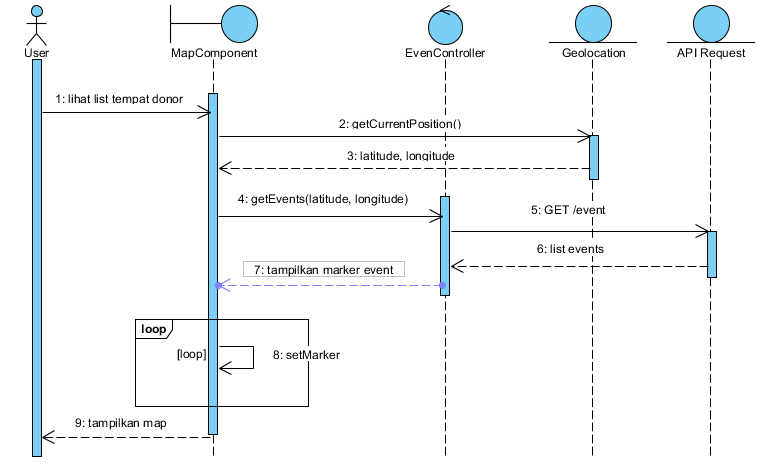 User
MapComponent
EvenController
Geolocation
API Request
1: lihat list tempat donor
2: getCurrentPosition()
3: latitude, longitude
4: getEvents(latitude, longitude)
5: GET /event
6: list events
7: tampilkan marker event
loop
[loop]
8: setMarker
9: tampilkan map